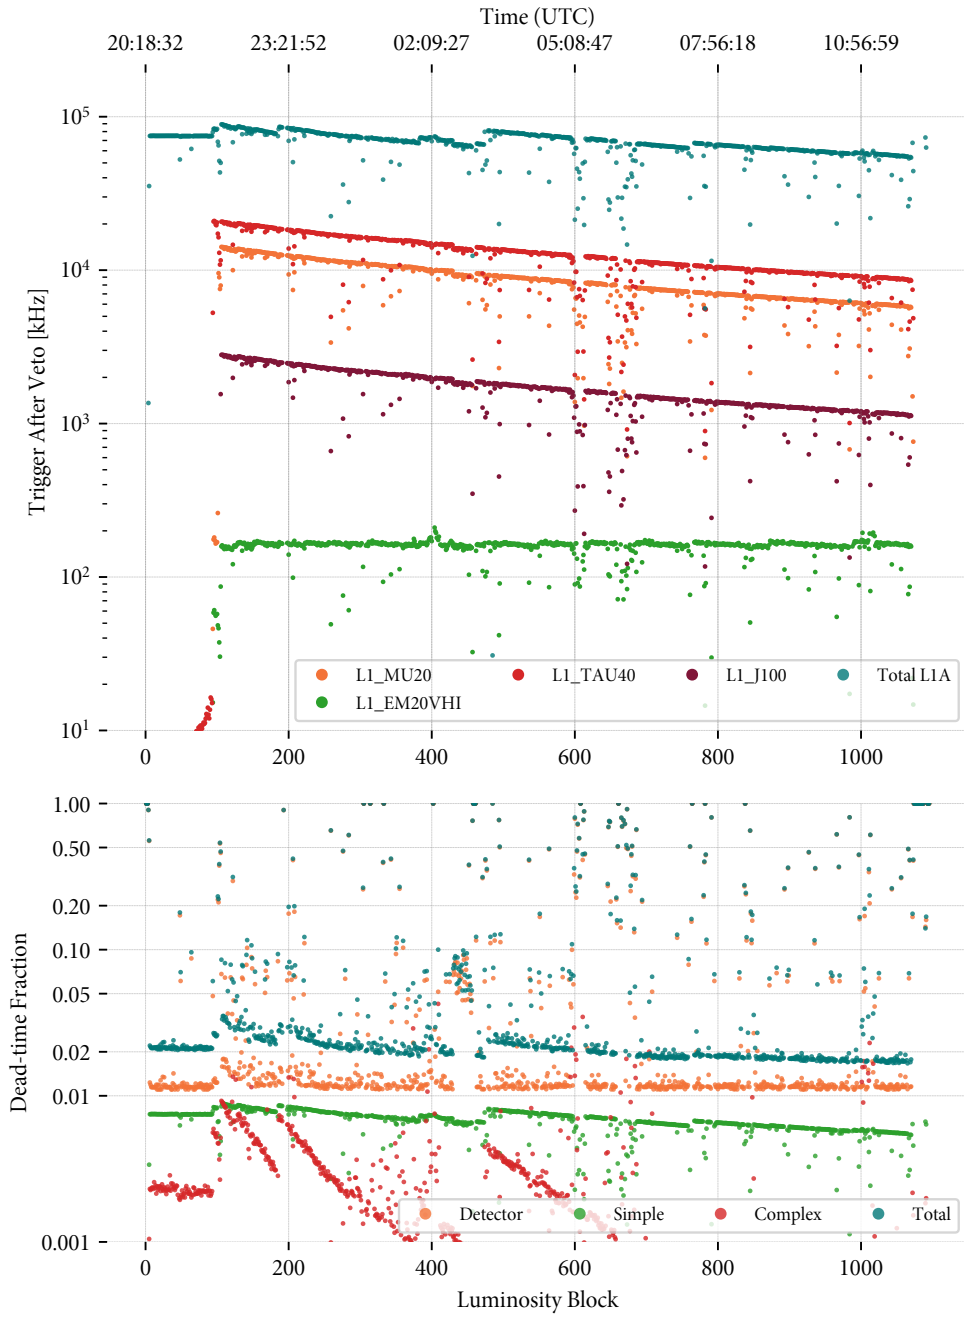 Time (UTC)
20:18:32 23:21:52 02:09:27 05:08:47 07:56:18 10:56:59
Trigger After Veto [kHz]
10^5
10^4
10^3
10^2
10^1
L1_MU20 L1_TAU40 L1_J100 Total L1A
L1_EM20VHI
0 200 400 600 800 1000
Dead-time Fraction
1.00
0.50
0.20
0.10
0.05
0.02
0.01
0.001
Detector Simple Complex Total
0 200 400 600 800 1000
Luminosity Block